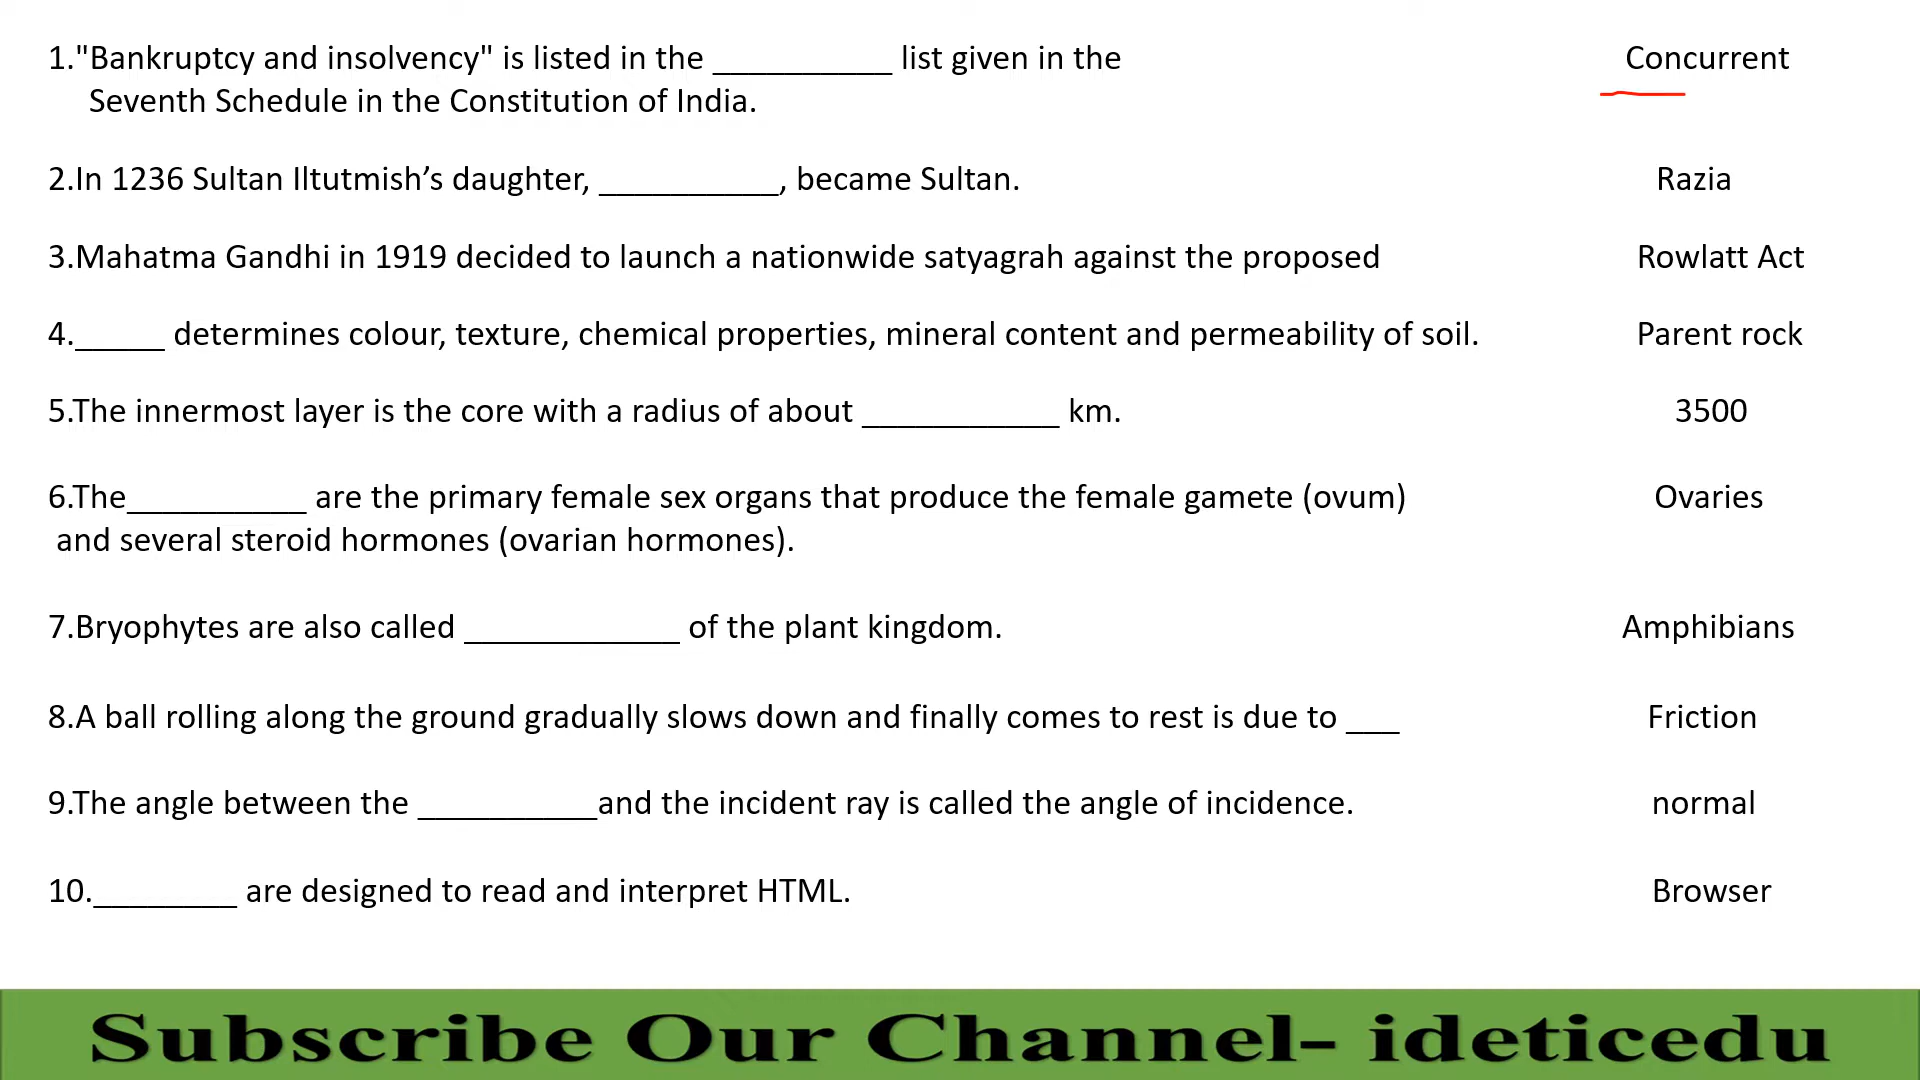 1."Bankruptcy and insolvency" is listed in the __________ list given in the Concurrent
Seventh Schedule in the Constitution of India.
2.In 1236 Sultan Iltutmish’s daughter, __________, became Sultan. Razia
3.Mahatma Gandhi in 1919 decided to launch a nationwide satyagrah against the proposed Rowlatt Act
4._____ determines colour, texture, chemical properties, mineral content and permeability of soil. Parent rock
5.The innermost layer is the core with a radius of about ___________ km. 3500
6.The__________ are the primary female sex organs that produce the female gamete (ovum) Ovaries
and several steroid hormones (ovarian hormones).
7.Bryophytes are also called ____________ of the plant kingdom. Amphibians
8.A ball rolling along the ground gradually slows down and finally comes to rest is due to ___ Friction
9.The angle between the __________and the incident ray is called the angle of incidence. normal
10.________ are designed to read and interpret HTML. Browser
Subscribe Our Channel- ideticedu